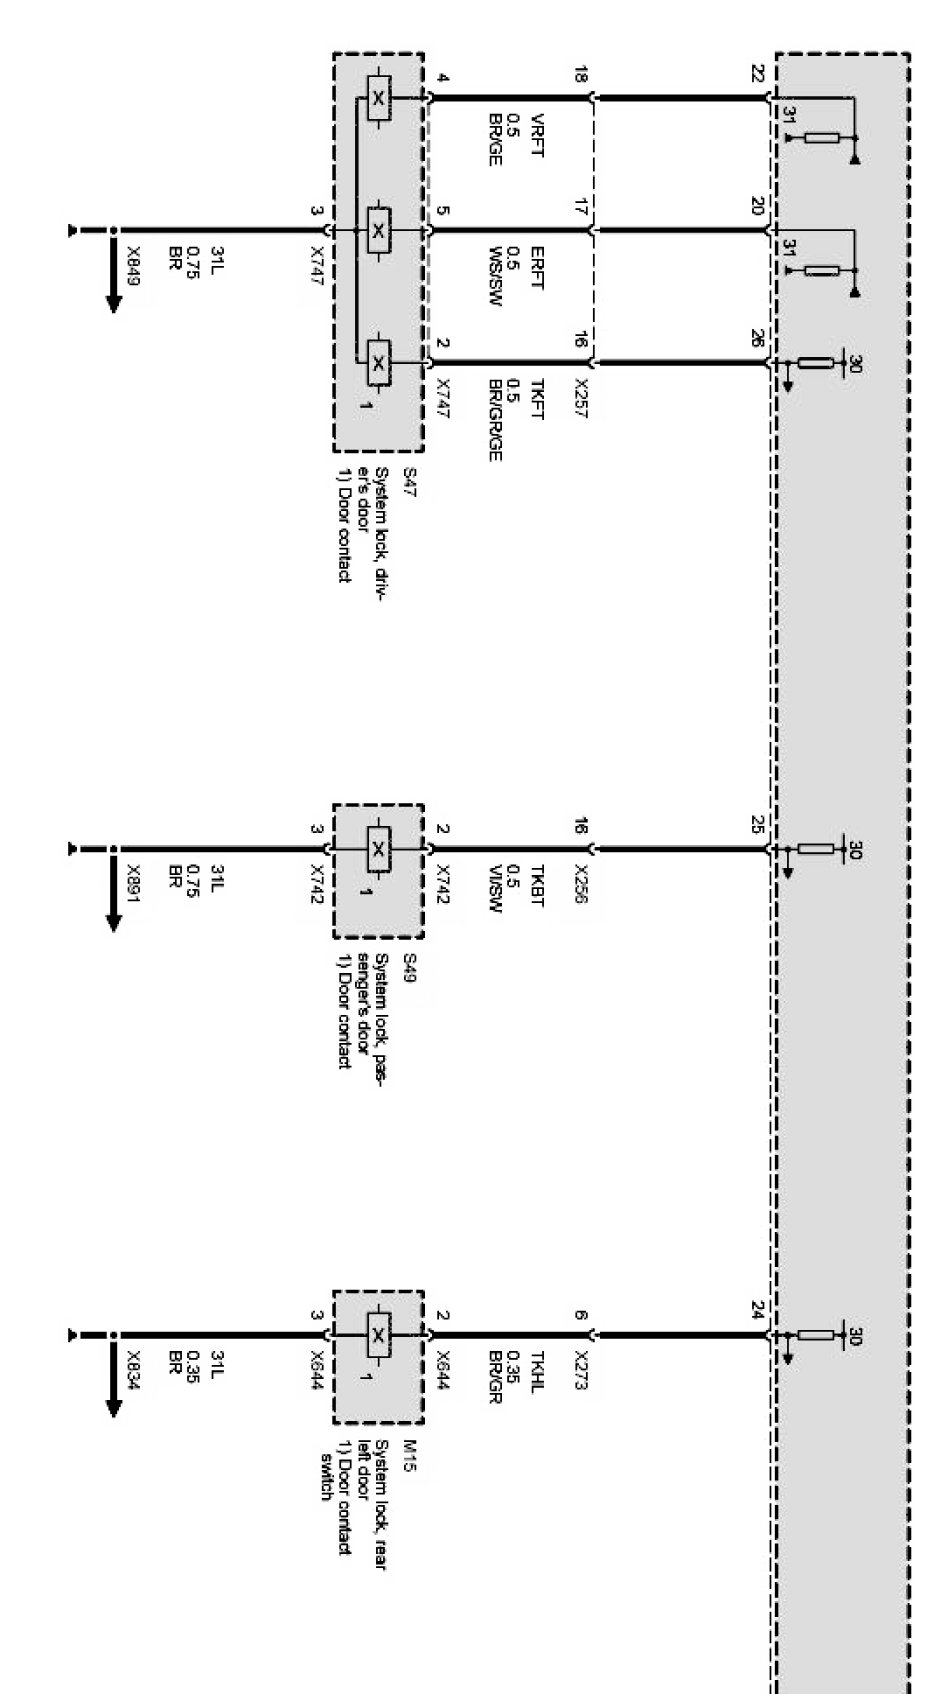 22
18
4
31
VRFT
0.5
BR/GE
20
17
5
3
31
ERFT
0.5
WS/SW
X747
31L
0.75
BR
X849
26
16
2
30
X257
TKFT
0.5
BR/GR/GE
X747
1
S47
System lock, driv-
er's door
1) Door contact
25
16
2
3
30
X256
TKBT
0.5
VI/SW
X742
1
X742
31L
0.75
BR
X891
S49
System lock, pas-
senger's door
1) Door contact
24
6
2
3
30
X273
TKHL
0.35
BR/GR
X644
1
X644
31L
0.35
BR
X834
M15
System lock, rear
left door
1) Door contact
switch